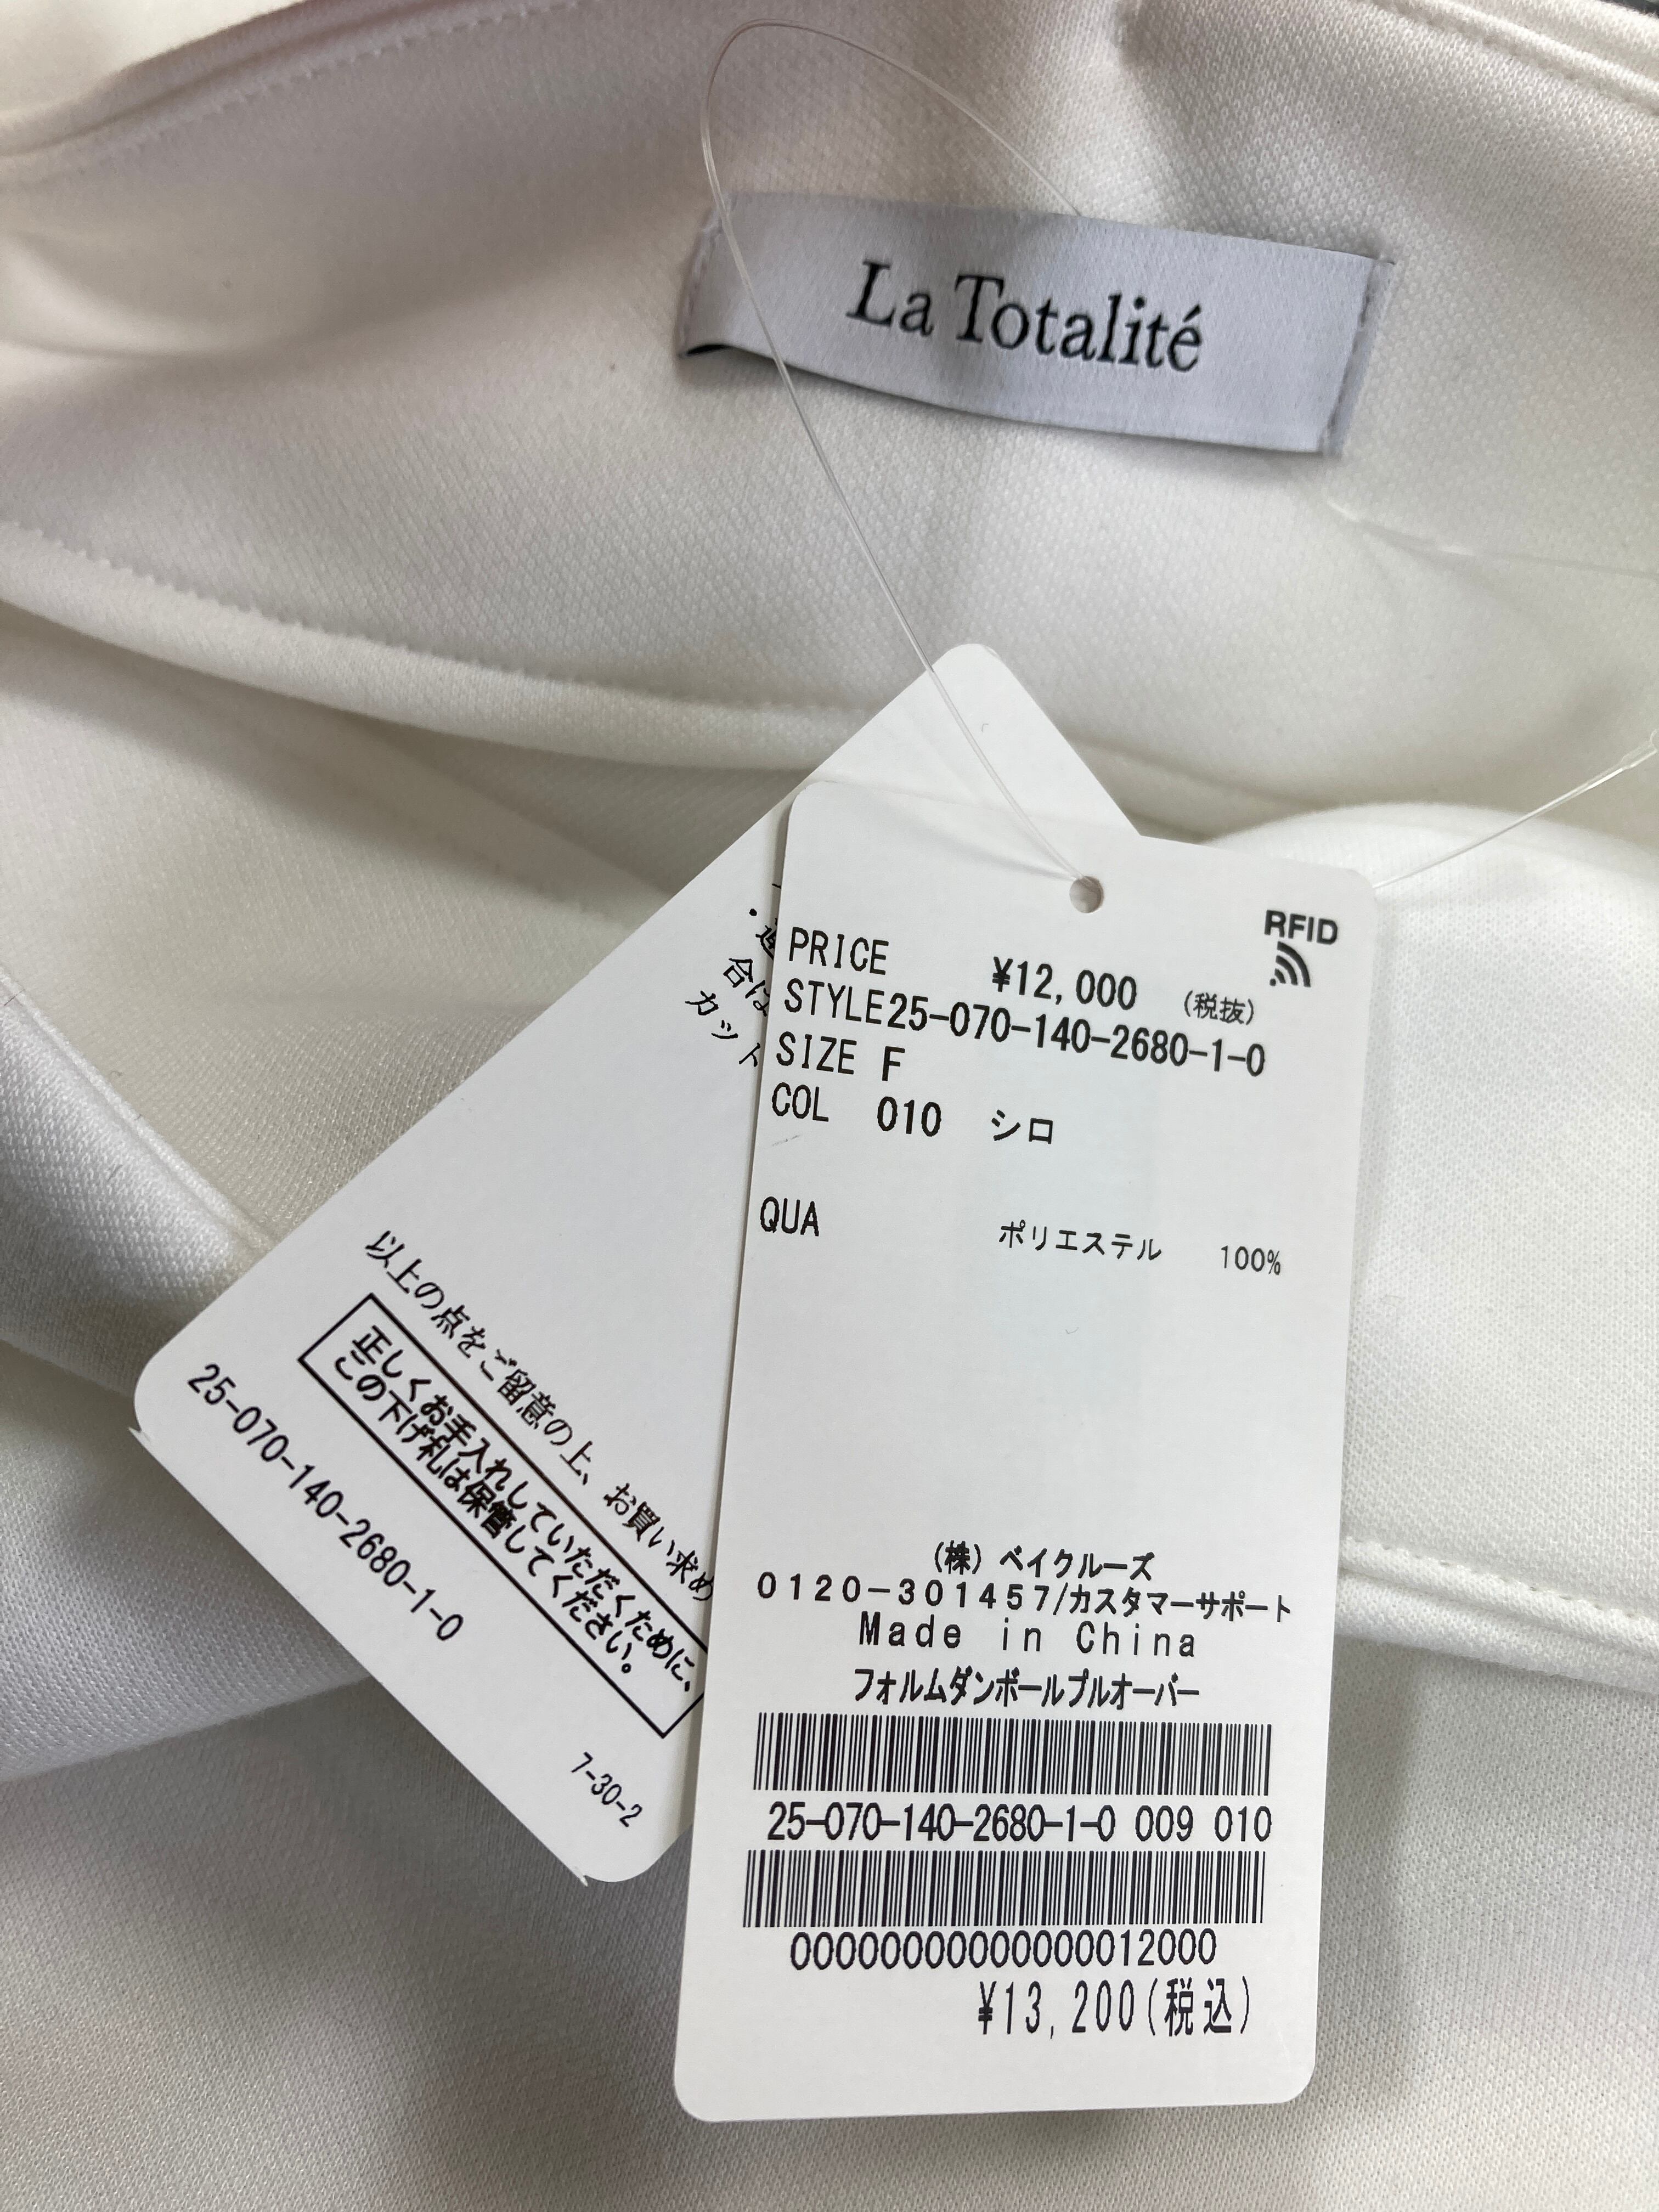 La Totalité
RFID
PRICE ¥12,000 (税抜)
STYLE25-070-140-2680-1-0
SIZE F
COL 010 シロ
QUA ポリエステル 100%
(株) ベイクルーズ
0120-301457/カスタマーサポート
Made in China
フォルムダンボールプルオーバー
25-070-140-2680-1-0 009 010
0000000000000000012000
¥13,200(税込)
合は
カット
以上の点をご留意の上、お買い求め
正しくお手入れしていただくために、
この下げ札は保管してください。
25-070-140-2680-1-0
7-30-2